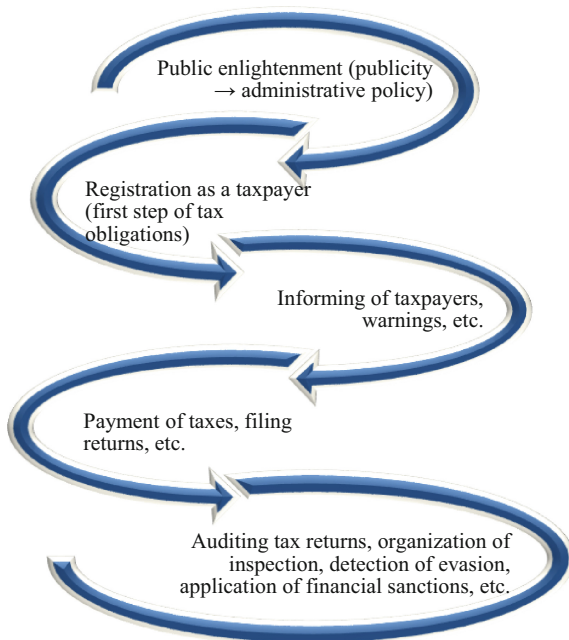 Public enlightenment (publicity
→ administrative policy)
Registration as a taxpayer
(first step of tax
obligations)
Informing of taxpayers,
warnings, etc.
Payment of taxes, filing
returns, etc.
Auditing tax returns, organization of
inspection, detection of evasion,
application of financial sanctions, etc.